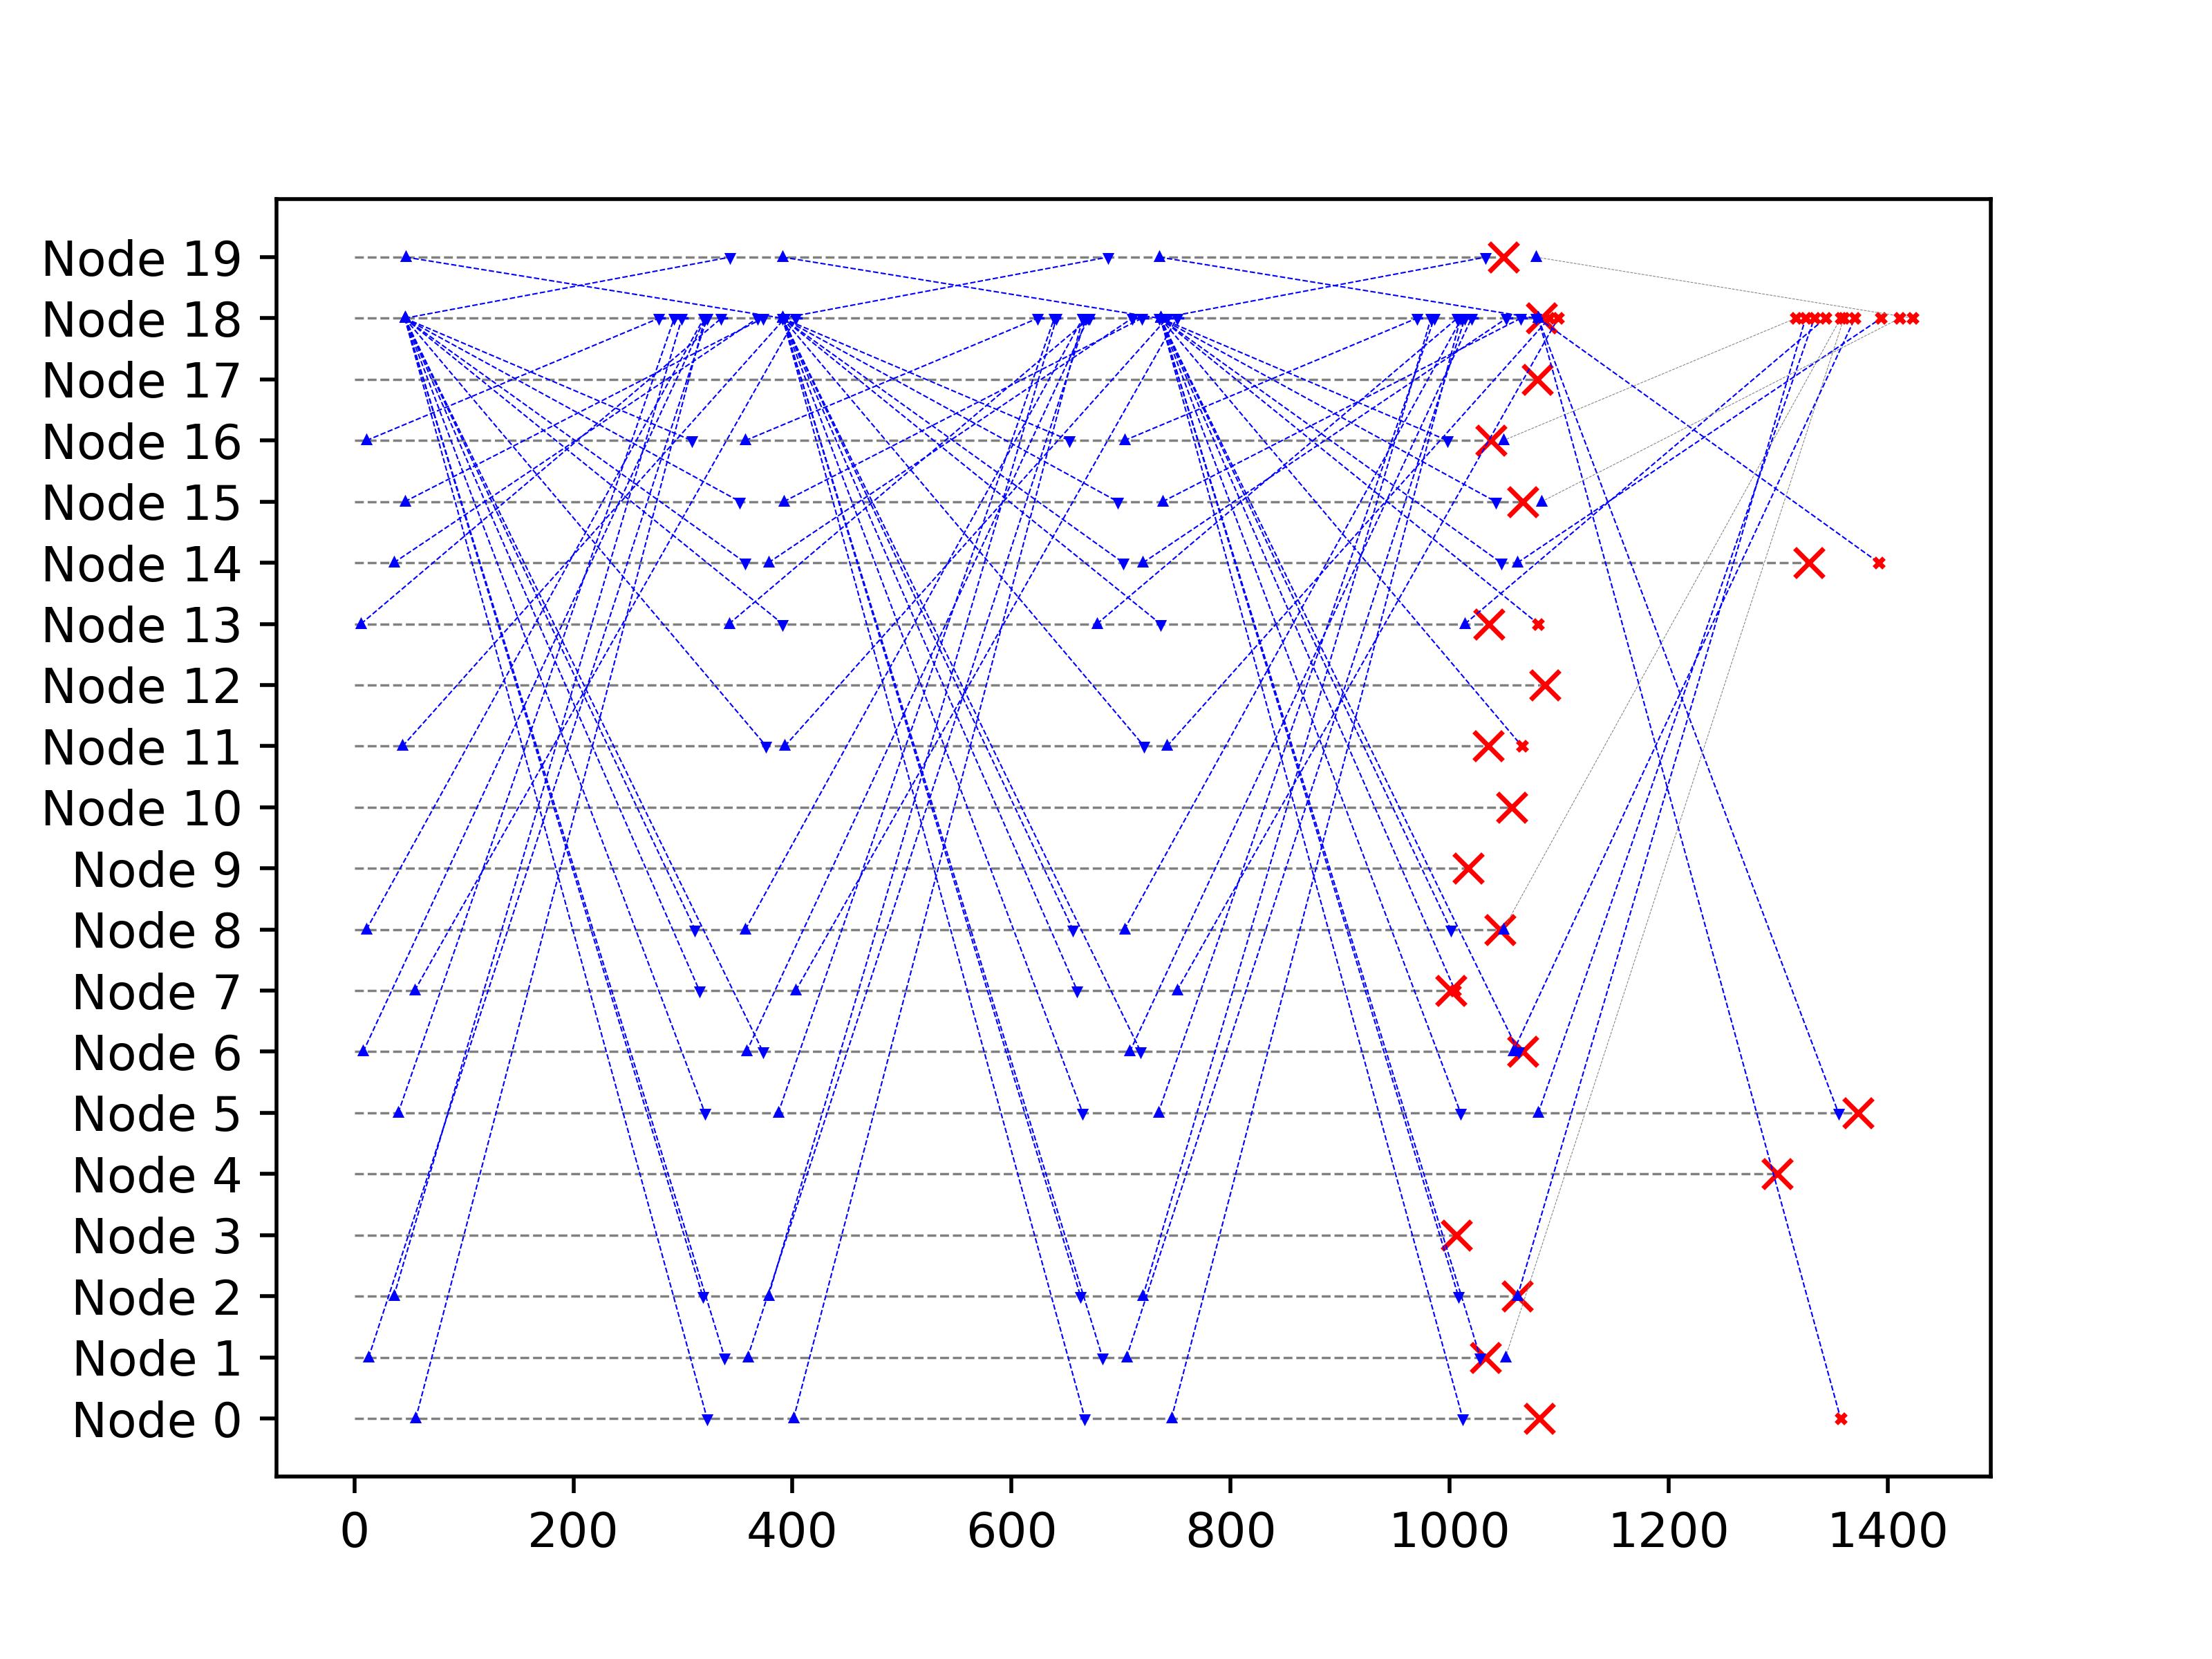 Node 19
Node 18
Node 17
Node 16
Node 15
Node 14
Node 13
Node 12
Node 11
Node 10
Node 9
Node 8
Node 7
Node 6
Node 5
Node 4
Node 3
Node 2
Node 1
Node 0
0 200 400 600 800 1000 1200 1400